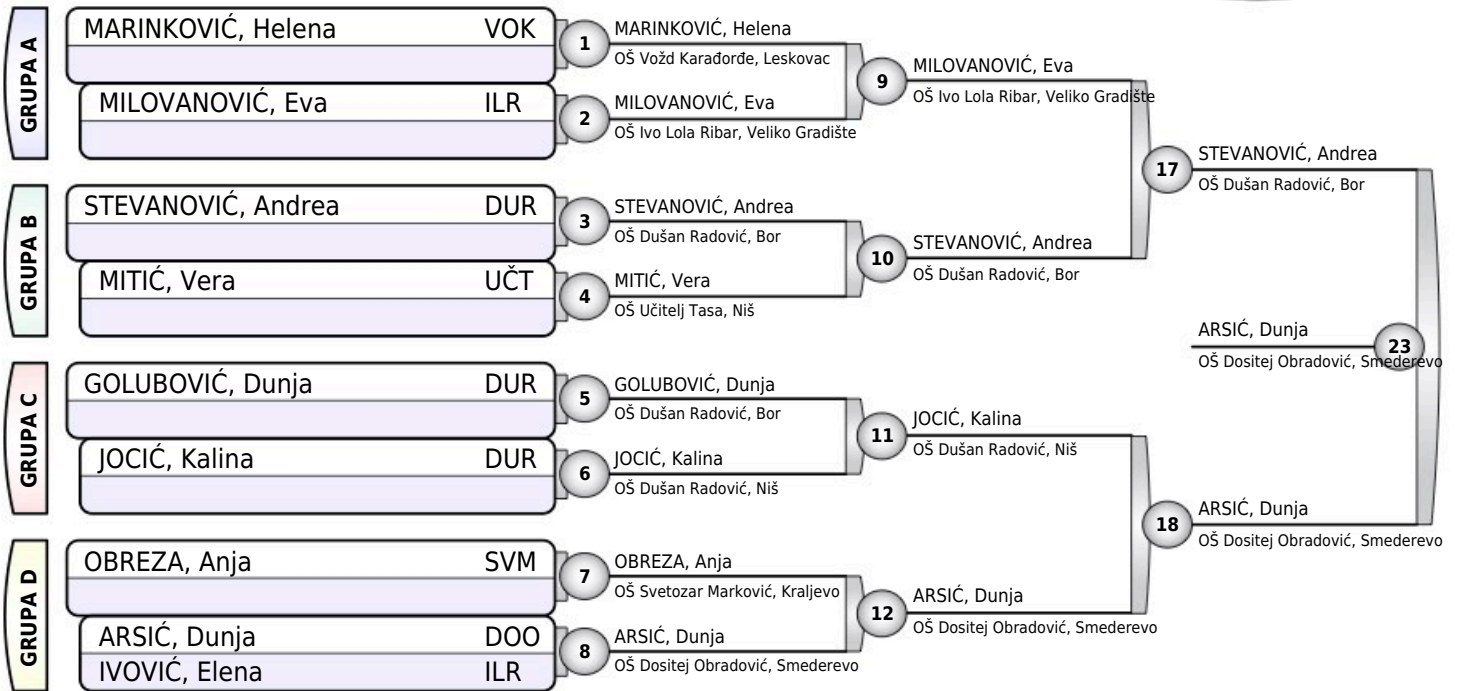 GRUPA A
MARINKOVIĆ, Helena VOK
MILOVANOVIĆ, Eva ILR
GRUPA B
STEVANOVIĆ, Andrea DUR
MITIĆ, Vera UČT
GRUPA C
GOLUBOVIĆ, Dunja DUR
JOCIĆ, Kalina DUR
GRUPA D
OBREZA, Anja SVM
ARSIĆ, Dunja DOO
IVOVIĆ, Elena ILR
1
MARINKOVIĆ, Helena
OŠ Vožd Karađorđe, Leskovac
2
MILOVANOVIĆ, Eva
OŠ Ivo Lola Ribar, Veliko Gradište
3
STEVANOVIĆ, Andrea
OŠ Dušan Radović, Bor
4
MITIĆ, Vera
OŠ Učitelj Tasa, Niš
5
GOLUBOVIĆ, Dunja
OŠ Dušan Radović, Bor
6
JOCIĆ, Kalina
OŠ Dušan Radović, Niš
7
OBREZA, Anja
OŠ Svetozar Marković, Kraljevo
8
ARSIĆ, Dunja
OŠ Dositej Obradović, Smederevo
9
MILOVANOVIĆ, Eva
OŠ Ivo Lola Ribar, Veliko Gradište
10
STEVANOVIĆ, Andrea
OŠ Dušan Radović, Bor
11
JOCIĆ, Kalina
OŠ Dušan Radović, Niš
12
ARSIĆ, Dunja
OŠ Dositej Obradović, Smederevo
17
STEVANOVIĆ, Andrea
OŠ Dušan Radović, Bor
18
ARSIĆ, Dunja
OŠ Dositej Obradović, Smederevo
23
ARSIĆ, Dunja
OŠ Dositej Obradović, Smederevo